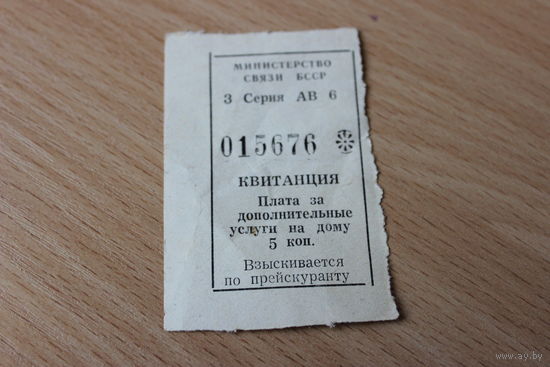 МИНИСТЕРСТВО
СВЯЗИ БССР
3 Серия АВ 6
015676
КВИТАНЦИЯ
Плата за
дополнительные
услуги на дому
5 коп.
Взыскивается
по прейскуранту
www.ay.by